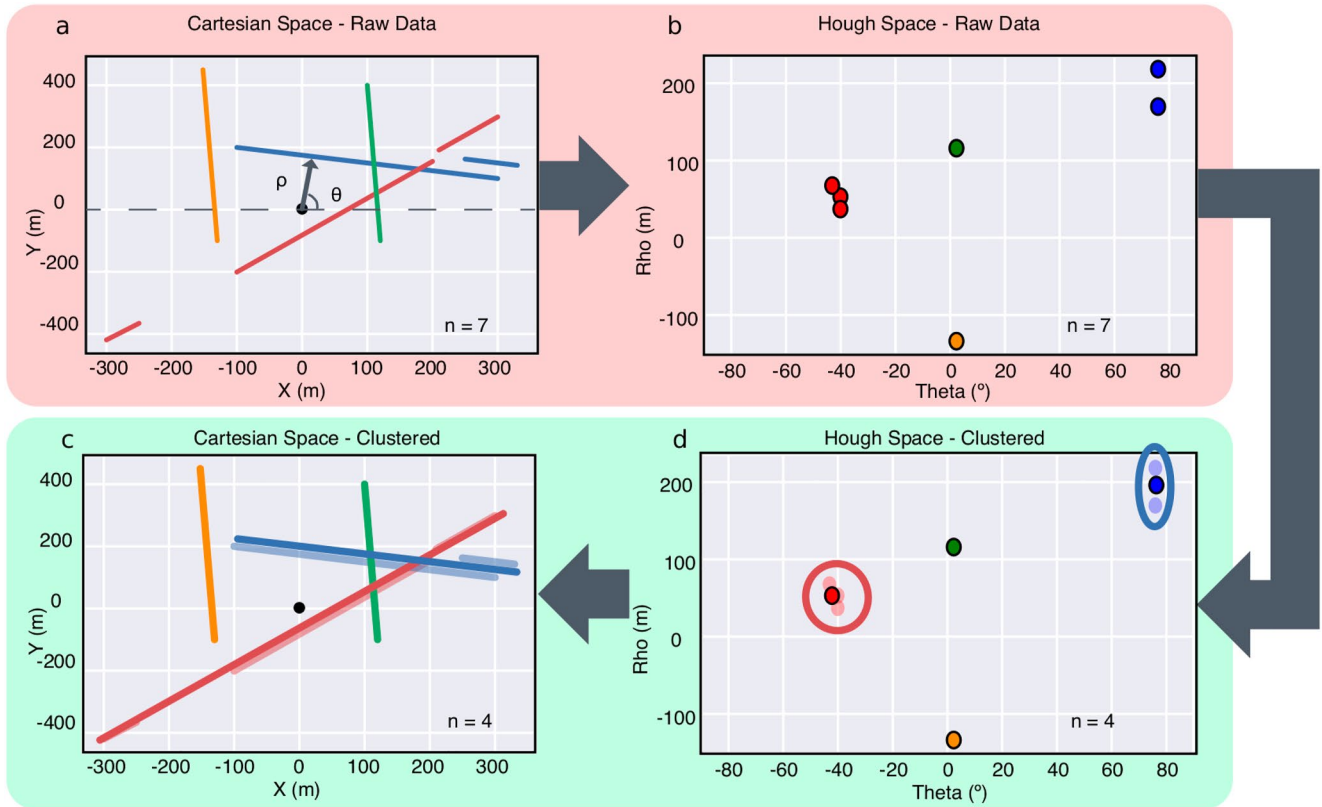 a
Cartesian Space - Raw Data
400
200
0
-200
-400
Y (m)
ρ
θ
n = 7
-300 -200 -100 0 100 200 300
X (m)
b
Hough Space - Raw Data
200
100
0
-100
Rho (m)
n = 7
-80 -60 -40 -20 0 20 40 60 80
Theta (º)
c
Cartesian Space - Clustered
400
200
0
-200
-400
Y (m)
n = 4
-300 -200 -100 0 100 200 300
X (m)
d
Hough Space - Clustered
200
100
0
-100
Rho (m)
n = 4
-80 -60 -40 -20 0 20 40 60 80
Theta (º)